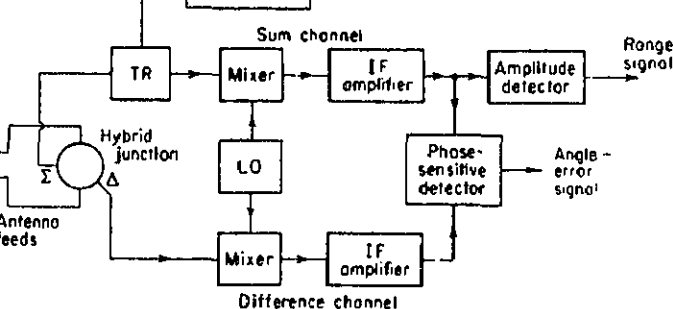 Sum channel
TR
Mixer
IF
amplifier
Amplitude
detector
Range
signal
Hybrid
junction
Σ
Δ
LO
Phase-
sensitive
detector
Angle-
error
signal
Antenna
feeds
Mixer
IF
amplifier
Difference channel